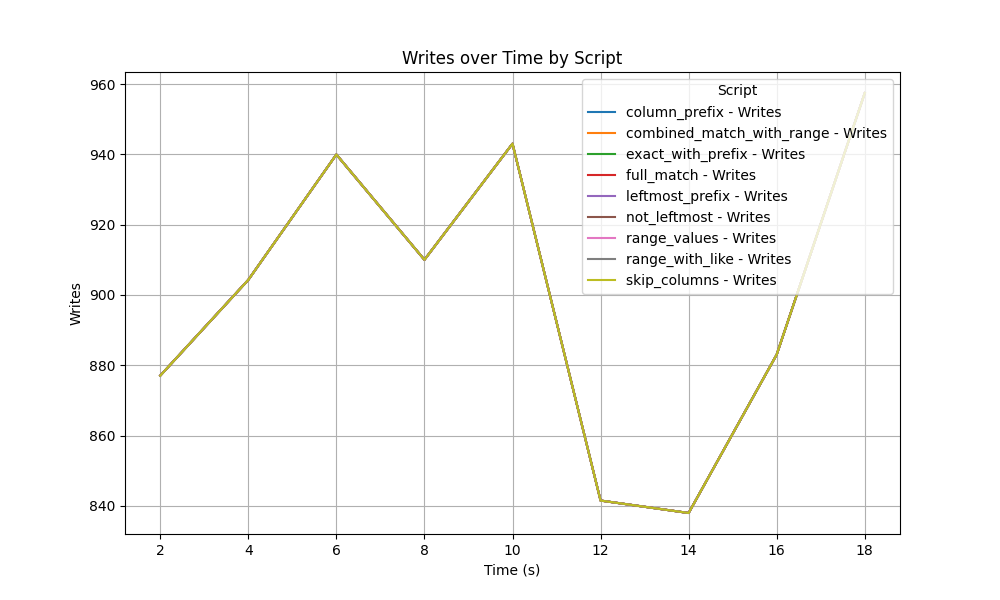 Writes over Time by Script
Writes
960
940
920
900
880
860
840
Script
column_prefix - Writes
combined_match_with_range - Writes
exact_with_prefix - Writes
full_match - Writes
leftmost_prefix - Writes
not_leftmost - Writes
range_values - Writes
range_with_like - Writes
skip_columns - Writes
2 4 6 8 10 12 14 16 18
Time (s)